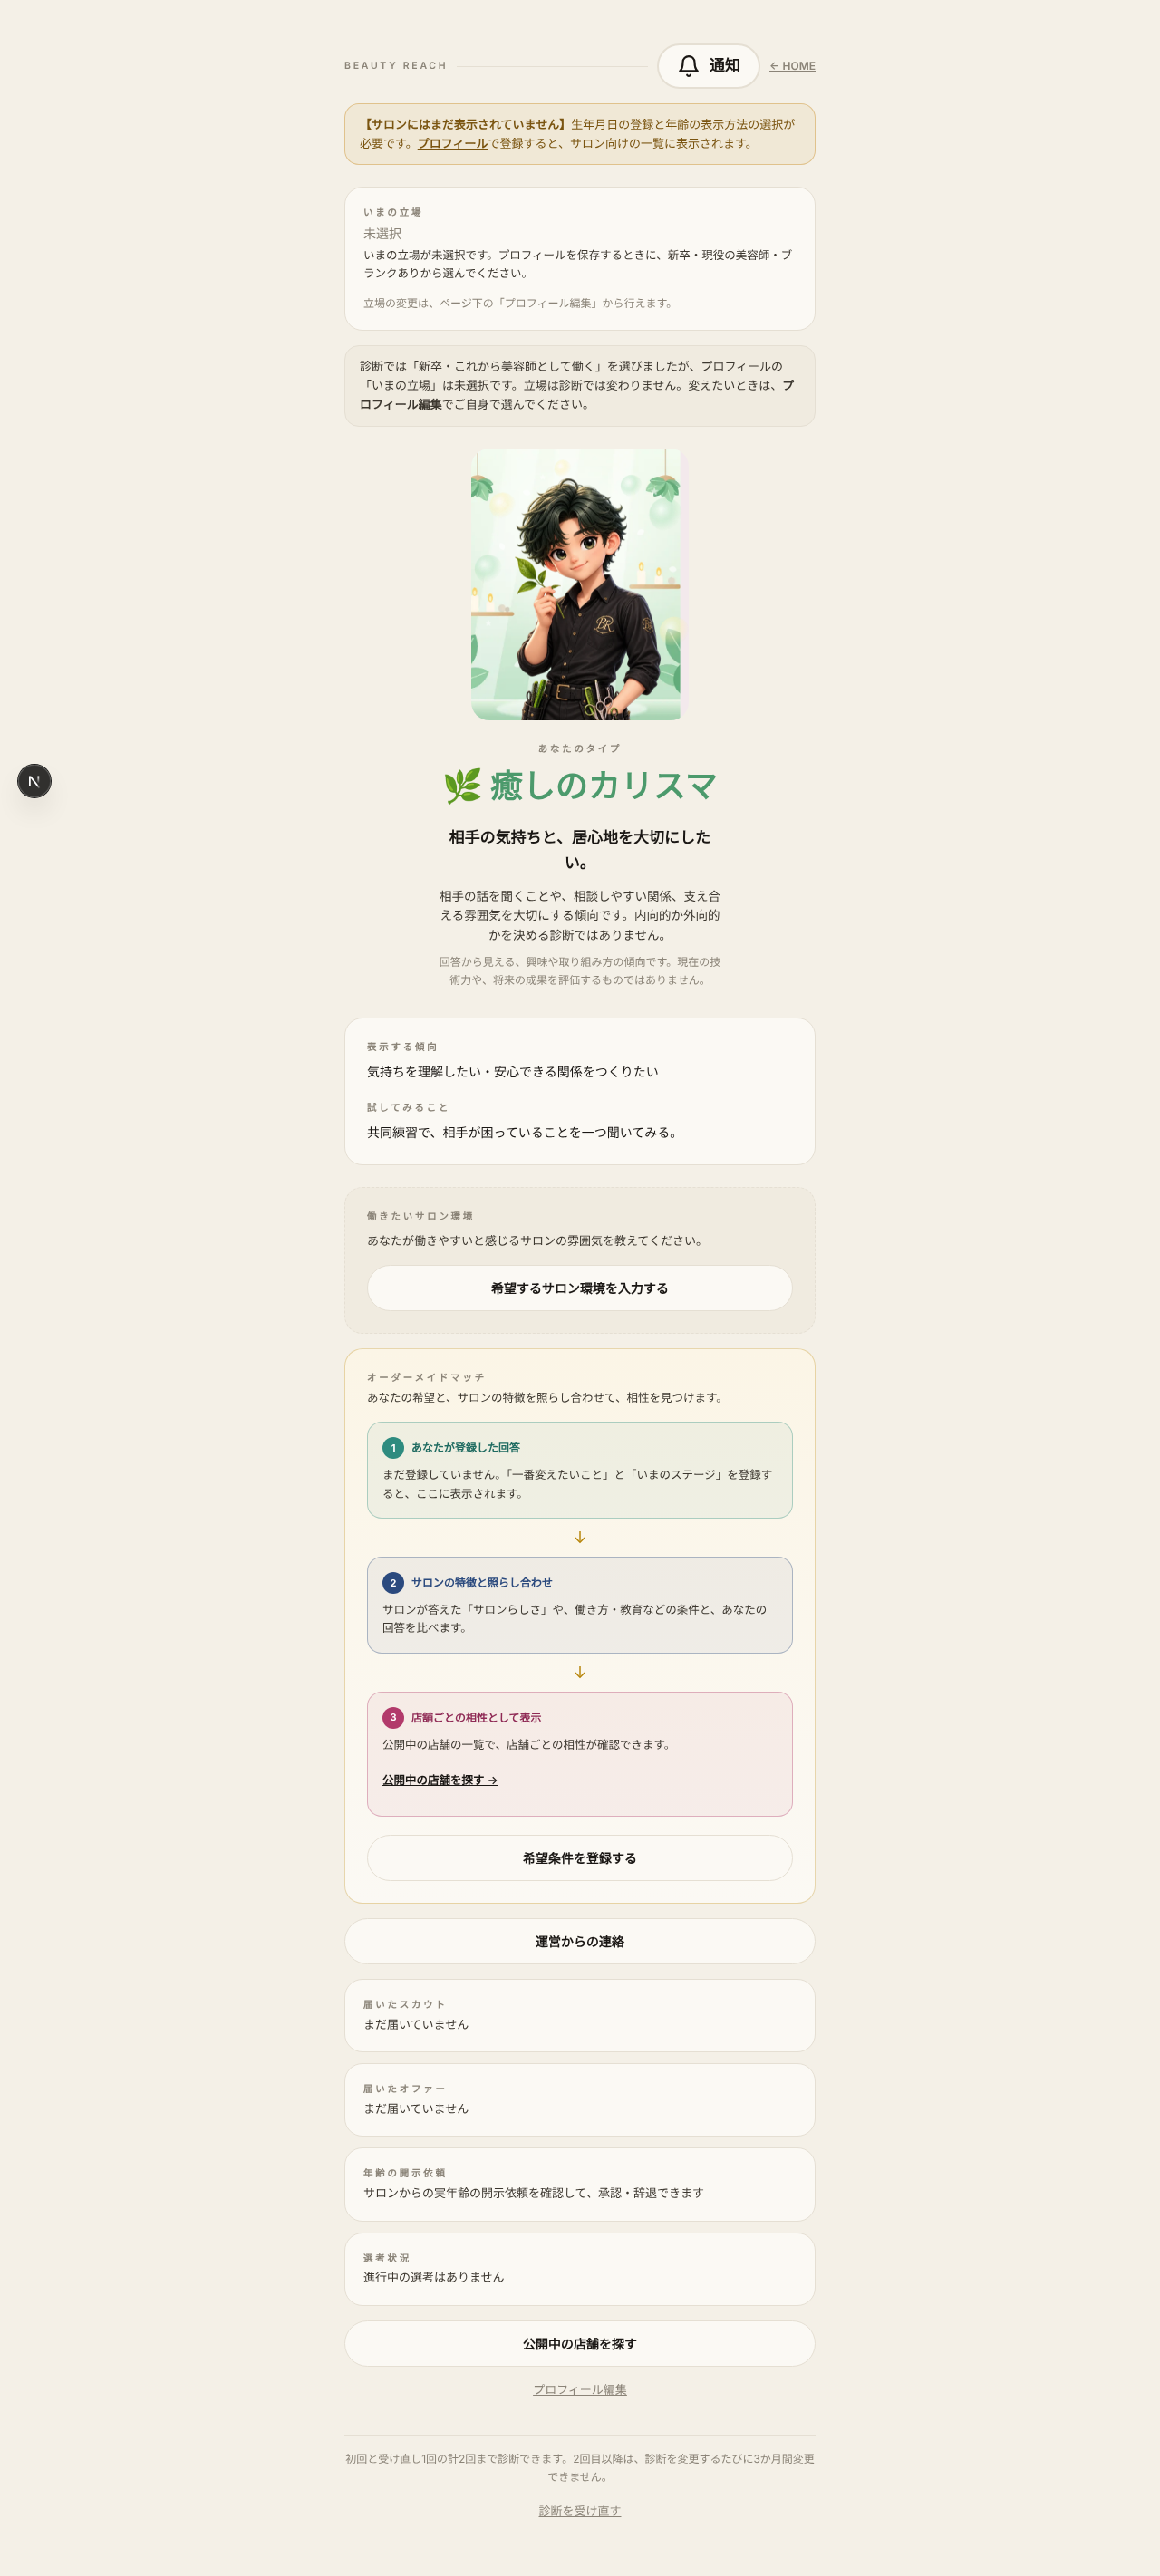 BEAUTY REACH
通知
← HOME
【サロンにはまだ表示されていません】生年月日の登録と年齢の表示方法の選択が
必要です。プロフィールで登録すると、サロン向けの一覧に表示されます。
いまの立場
未選択
いまの立場が未選択です。プロフィールを保存するときに、新卒・現役の美容師・ブ
ランクありから選んでください。
立場の変更は、ページ下の「プロフィール編集」から行えます。
診断では「新卒・これから美容師として働く」を選びましたが、プロフィールの
「いまの立場」は未選択です。立場は診断では変わりません。変えたいときは、プ
ロフィール編集でご自身で選んでください。
BR
BR
あなたのタイプ
🌿 癒しのカリスマ
相手の気持ちと、居心地を大切にした
い。
相手の話を聞くことや、相談しやすい関係、支え合
える雰囲気を大切にする傾向です。内向的か外向的
かを決める診断ではありません。
回答から見える、興味や取り組み方の傾向です。現在の技
術力や、将来の成果を評価するものではありません。
N
表示する傾向
気持ちを理解したい・安心できる関係をつくりたい
試してみること
共同練習で、相手が困っていることを一つ聞いてみる。
働きたいサロン環境
あなたが働きやすいと感じるサロンの雰囲気を教えてください。
希望するサロン環境を入力する
オーダーメイドマッチ
あなたの希望と、サロンの特徴を照らし合わせて、相性を見つけます。
1 あなたが登録した回答
まだ登録していません。「一番変えたいこと」と「いまのステージ」を登録す
ると、ここに表示されます。
↓
2 サロンの特徴と照らし合わせ
サロンが答えた「サロンらしさ」や、働き方・教育などの条件と、あなたの
回答を比べます。
↓
3 店舗ごとの相性として表示
公開中の店舗の一覧で、店舗ごとの相性が確認できます。
公開中の店舗を探す →
希望条件を登録する
運営からの連絡
届いたスカウト
まだ届いていません
届いたオファー
まだ届いていません
年齢の開示依頼
サロンからの実年齢の開示依頼を確認して、承認・辞退できます
選考状況
進行中の選考はありません
公開中の店舗を探す
プロフィール編集
初回と受け直し1回の計2回まで診断できます。2回目以降は、診断を変更するたびに3か月間変更
できません。
診断を受け直す